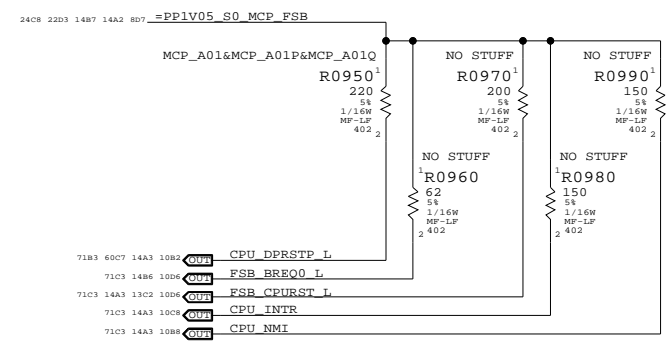 24C8 22D3 14B7 14A2 8D7 =PP1V05_S0_MCP_FSB
MCP_A01&MCP_A01P&MCP_A01Q
R0950 1
220
5%
1/16W
MF-LF
402
2
NO STUFF
R0970 1
200
5%
1/16W
MF-LF
402
2
NO STUFF
R0990 1
150
5%
1/16W
MF-LF
402
2
NO STUFF
1 R0960
62
5%
1/16W
MF-LF
2 402
NO STUFF
1 R0980
150
5%
1/16W
MF-LF
2 402
71B3 60C7 14A3 10B2 OUT CPU_DPRSTP_L
71C3 14B6 10D6 OUT FSB_BREQ0_L
71C3 14A3 13C2 10D6 OUT FSB_CPURST_L
71C3 14A3 10C8 OUT CPU_INTR
71C3 14A3 10B8 OUT CPU_NMI